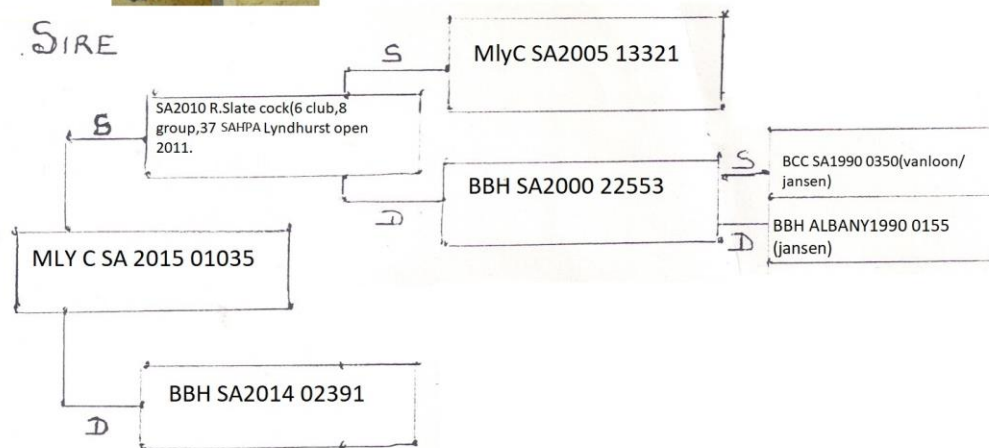 SIRE
S
MlyC SA2005 13321
SA2010 R.Slate cock(6 club,8
group,37 SAHPA Lyndhurst open
2011.
S
S
BCC SA1990 0350(vanloon/
jansen)
BBH SA2000 22553
D
BBH ALBANY1990 0155
(jansen)
D
MLY C SA 2015 01035
BBH SA2014 02391
D